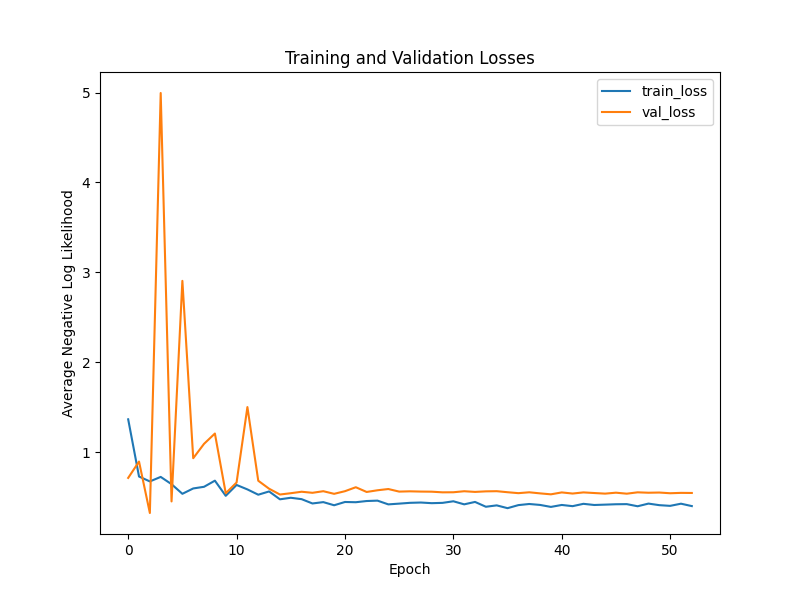 Training and Validation Losses
train_loss
val_loss
Average Negative Log Likelihood
5
4
3
2
1
0
10
20
30
40
50
Epoch